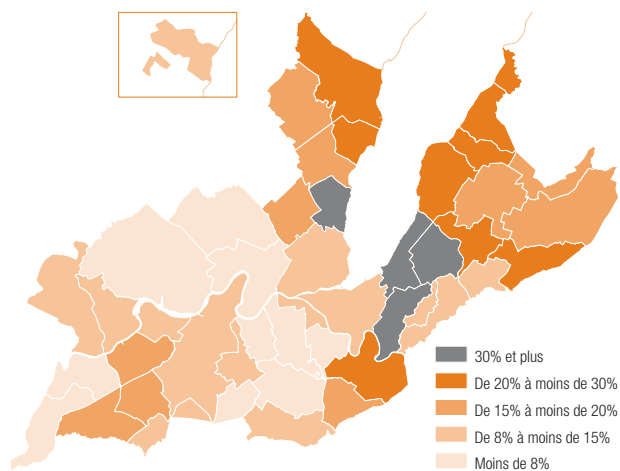 30% et plus
De 20% à moins de 30%
De 15% à moins de 20%
De 8% à moins de 15%
Moins de 8%